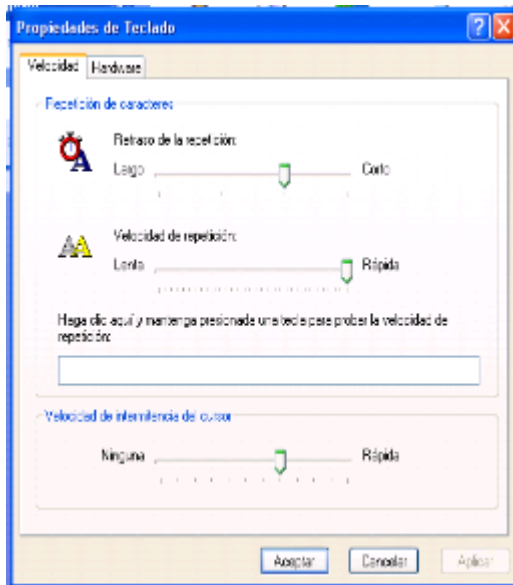 Propiedades de Teclado
Velocidad Hardware
Repetición de caracteres
Retraso de la repetición:
Largo Corto
Velocidad de repetición:
Lenta Rápida
Haga clic aquí y mantenga presionada una tecla para probar la velocidad de
repetición:
Velocidad de intermitencia del cursor
Ninguna Rápida
Aceptar Cancelar Aplicar